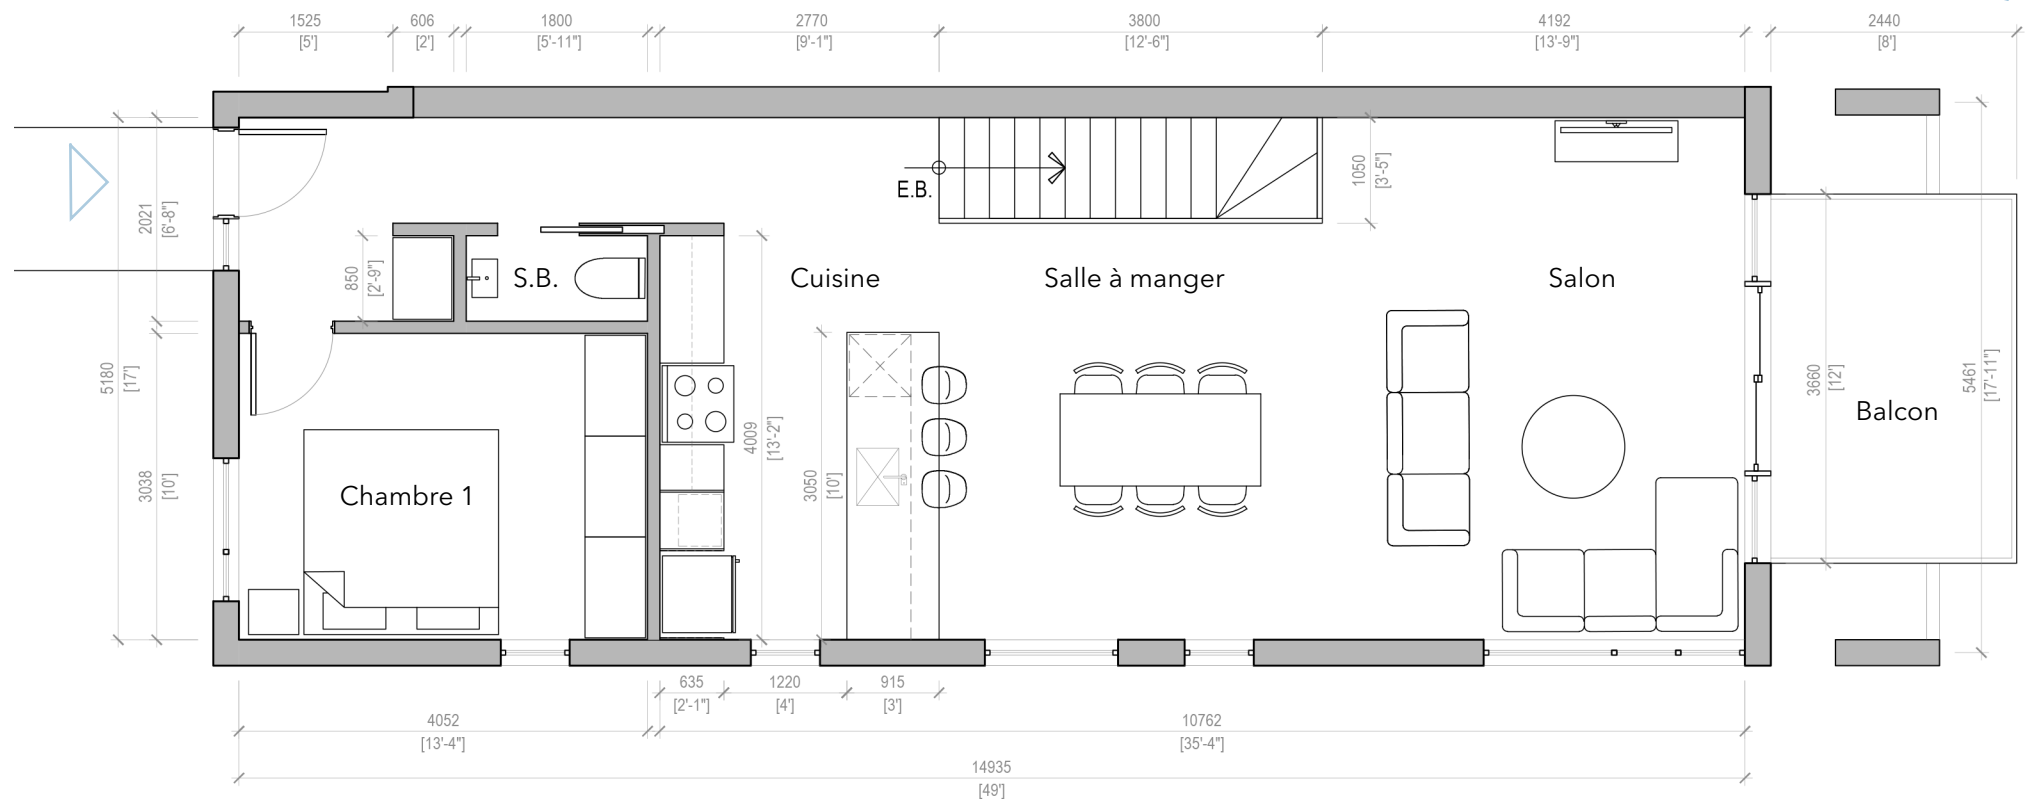 1525 606 1800 2770 3800 4192 2440
[5'] [2'] [5'-11"] [9'-1"] [12'-6"] [13'-9"] [8']
1050
[3'-5"]
E.B.
2021
[6'-8"]
850
[2'-9"]
S.B.
Cuisine
Salle à manger
Salon
5180
[17']
3660
[12']
5461
[17'-11"]
Balcon
4009
[13'-2"]
3038
[10']
Chambre 1
3050
[10']
635 1220 915
[2'-1"] [4'] [3']
4052 10762
[13'-4"] [35'-4"]
14935
[49']